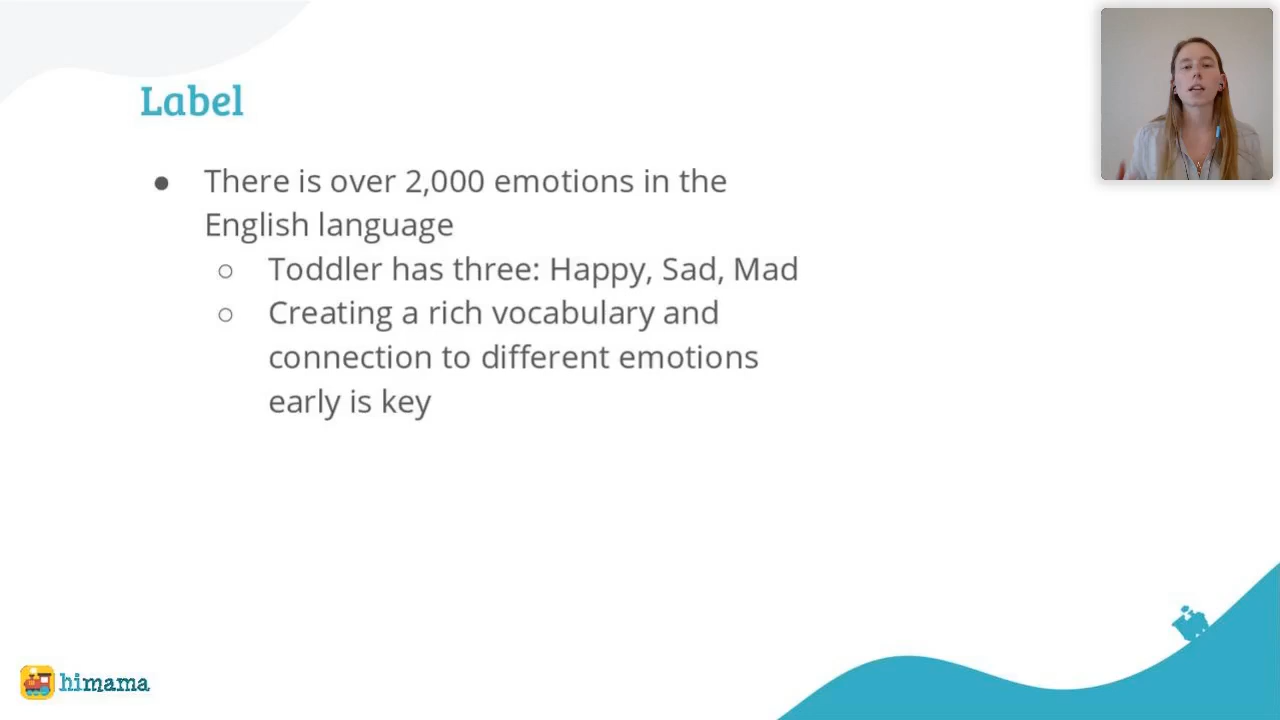 Label
● There is over 2,000 emotions in the
English language
○ Toddler has three: Happy, Sad, Mad
○ Creating a rich vocabulary and
connection to different emotions
early is key
himama